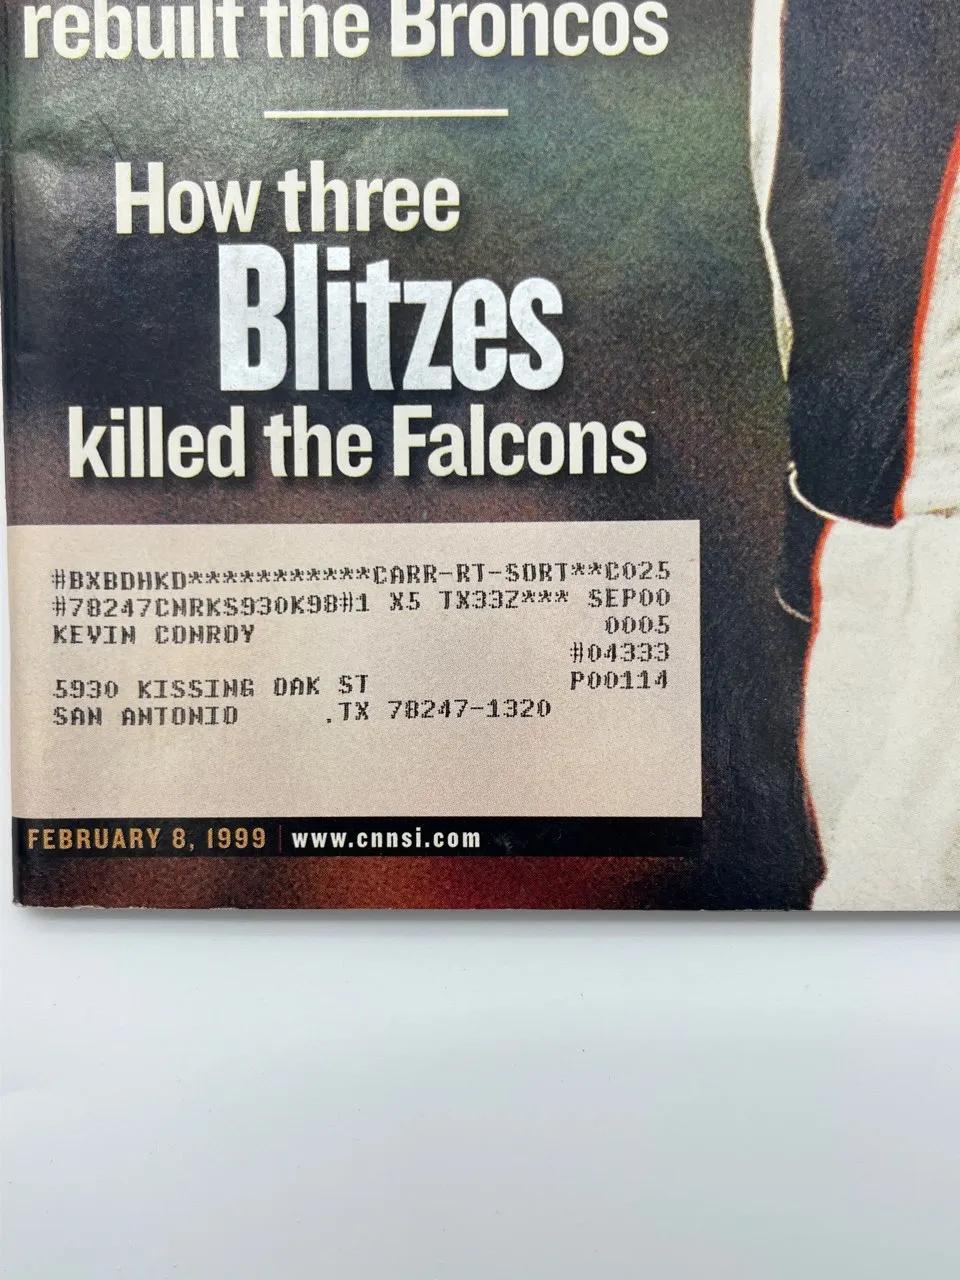 rebuilt the Broncos
How three
Blitzes
killed the Falcons
#BXBDHKD***********CARR-RT-SORT**C025
#78247CNRKS930K98#1 X5 TX33Z*** SEP00
KEVIN CONROY 0005
#04333
5930 KISSING OAK ST P00114
SAN ANTONIO .TX 78247-1320
FEBRUARY 8, 1999 | www.cnnsi.com